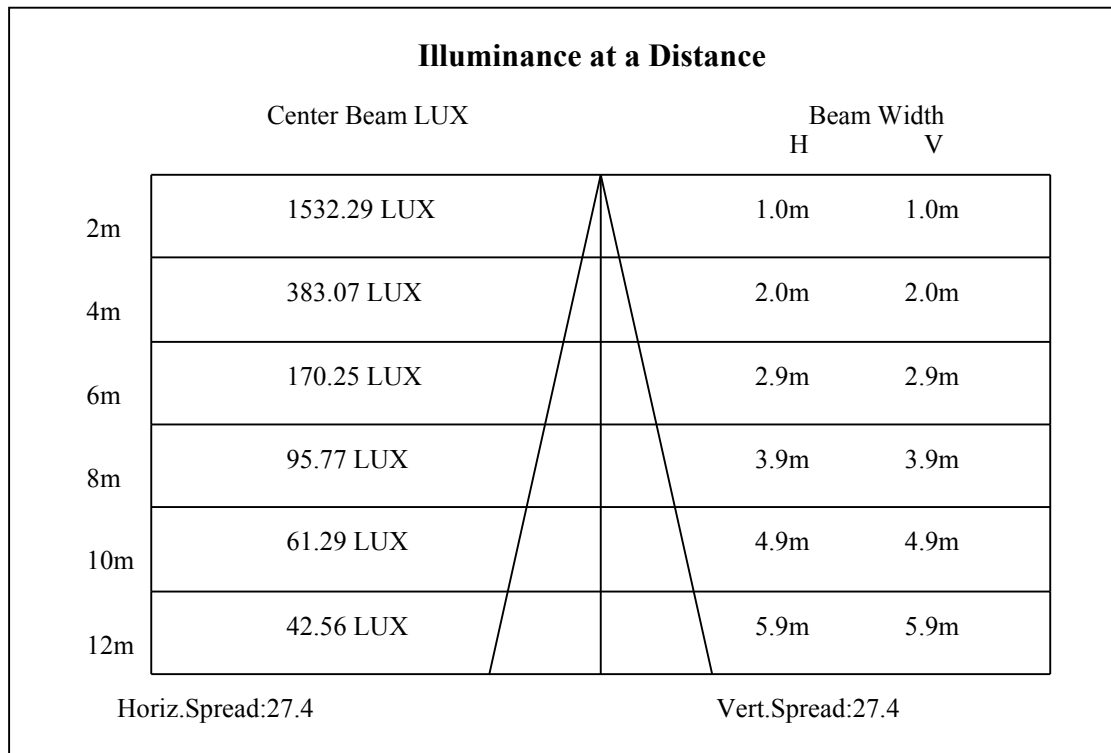 Illuminance at a Distance
Center Beam LUX Beam Width
H V
2m 1532.29 LUX 1.0m 1.0m
4m 383.07 LUX 2.0m 2.0m
6m 170.25 LUX 2.9m 2.9m
8m 95.77 LUX 3.9m 3.9m
10m 61.29 LUX 4.9m 4.9m
12m 42.56 LUX 5.9m 5.9m
Horiz.Spread:27.4 Vert.Spread:27.4